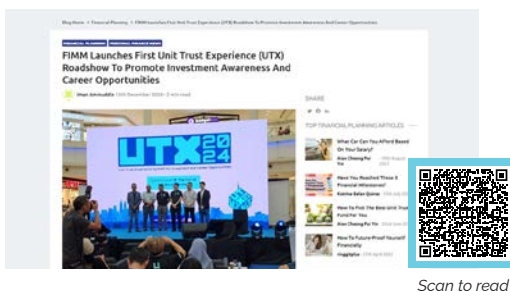 Blog Home > Financial Planning > FIMM Launches First Unit Trust Experience (UTX) Roadshow To Promote Investment Awareness And Career Opportunities
FINANCIAL PLANNING PERSONAL FINANCE NEWS
FIMM Launches First Unit Trust Experience (UTX)
Roadshow To Promote Investment Awareness And
Career Opportunities
SHARE
TOP FINANCIAL PLANNING ARTICLES
What Car Can You Afford Based
On Your Salary?
Have You Reached These 5
Financial Milestones?
How To Pick The Best Unit Trust
Fund For You
How To Future-Proof Yourself
Financially
UTX 2024
Scan to read